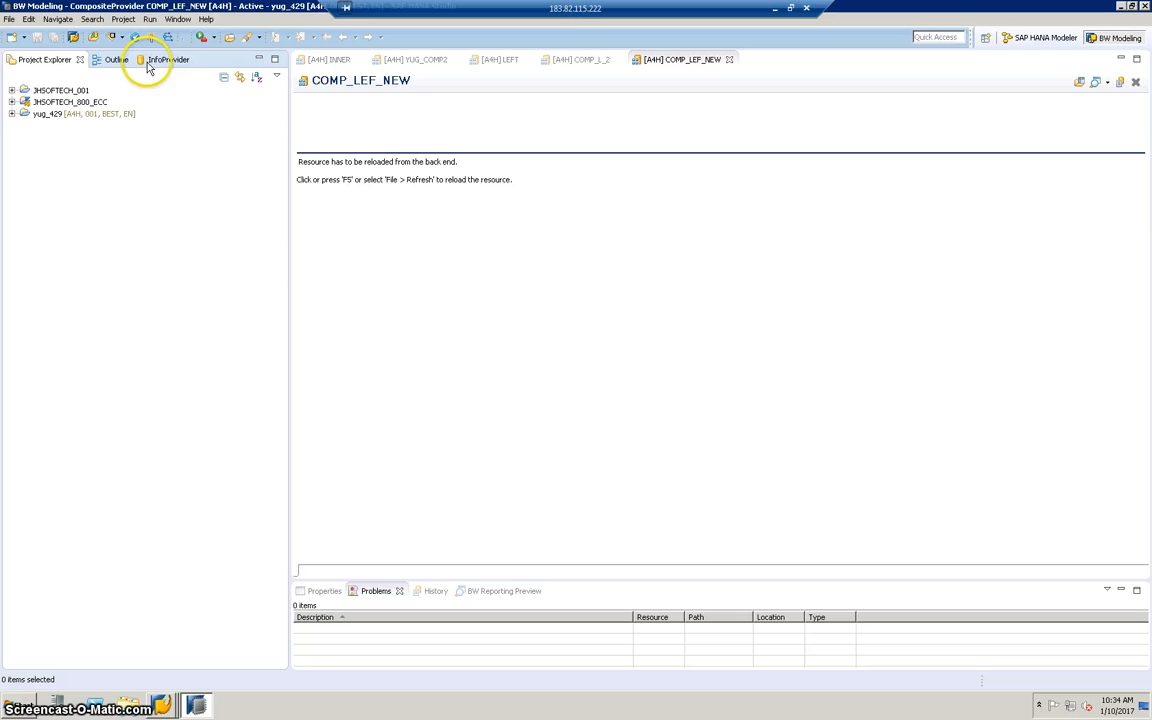 BW Modeling - CompositeProvider COMP_LEF_NEW [A4H] - Active - yug_429 [A4H
183.82.115.222
File Edit Navigate Search Project Run Window Help
Quick Access
SAP HANA Modeler
BW Modeling
Project Explorer
Outline
InfoProvider
[A4H] INNER
[A4H] YUG_COMP2
[A4H] LEFT
[A4H] COMP_L_2
[A4H] COMP_LEF_NEW
JHSOFTECH_001
JHSOFTECH_800_ECC
yug_429 [A4H, 001, BEST, EN]
COMP_LEF_NEW
Resource has to be reloaded from the back end.
Click or press 'F5' or select 'File > Refresh' to reload the resource.
Properties
Problems
History
BW Reporting Preview
0 items
Description Resource Path Location Type
0 items selected
Screencast-O-Matic.com
10:34 AM
1/10/2017